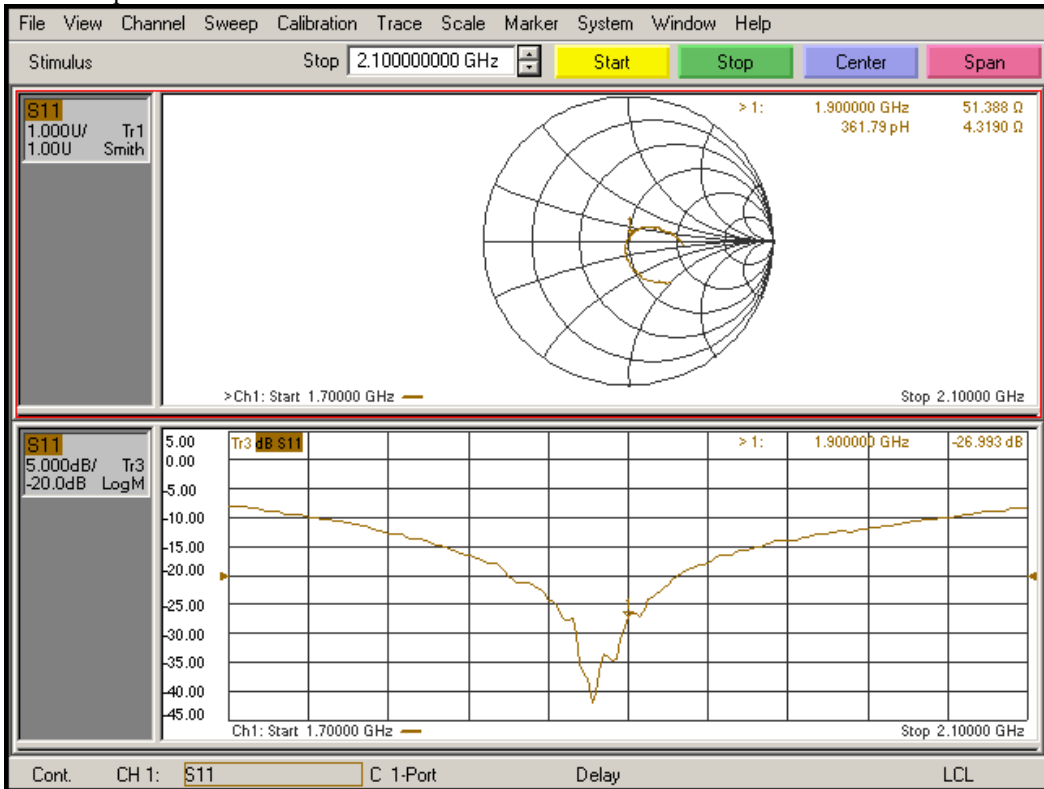 File View Channel Sweep Calibration Trace Scale Marker System Window Help
Stimulus Stop 2.100000000 GHz Start Stop Center Span
S11
1.000U/ Tr1
1.00U Smith
> 1: 1.900000 GHz 51.388 Ω
361.79 pH 4.3190 Ω
>Ch1: Start 1.70000 GHz Stop 2.10000 GHz
S11
5.000dB/ Tr3
-20.0dB LogM
Tr3 dB S11 > 1: 1.900000 GHz -26.993 dB
5.00
0.00
-5.00
-10.00
-15.00
-20.00
-25.00
-30.00
-35.00
-40.00
-45.00
Ch1: Start 1.70000 GHz Stop 2.10000 GHz
Cont. CH 1: S11 C 1-Port Delay LCL